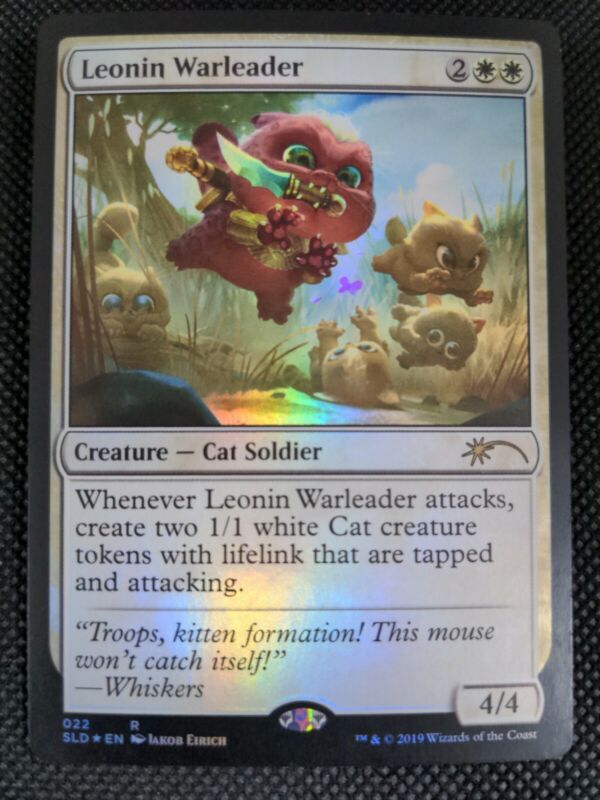 Leonin Warleader 2
Creature — Cat Soldier
Whenever Leonin Warleader attacks,
create two 1/1 white Cat creature
tokens with lifelink that are tapped
and attacking.
“Troops, kitten formation! This mouse
won’t catch itself!”
—Whiskers
4/4
022 R
SLD★EN Jakob Eirich
™ & © 2019 Wizards of the Coast